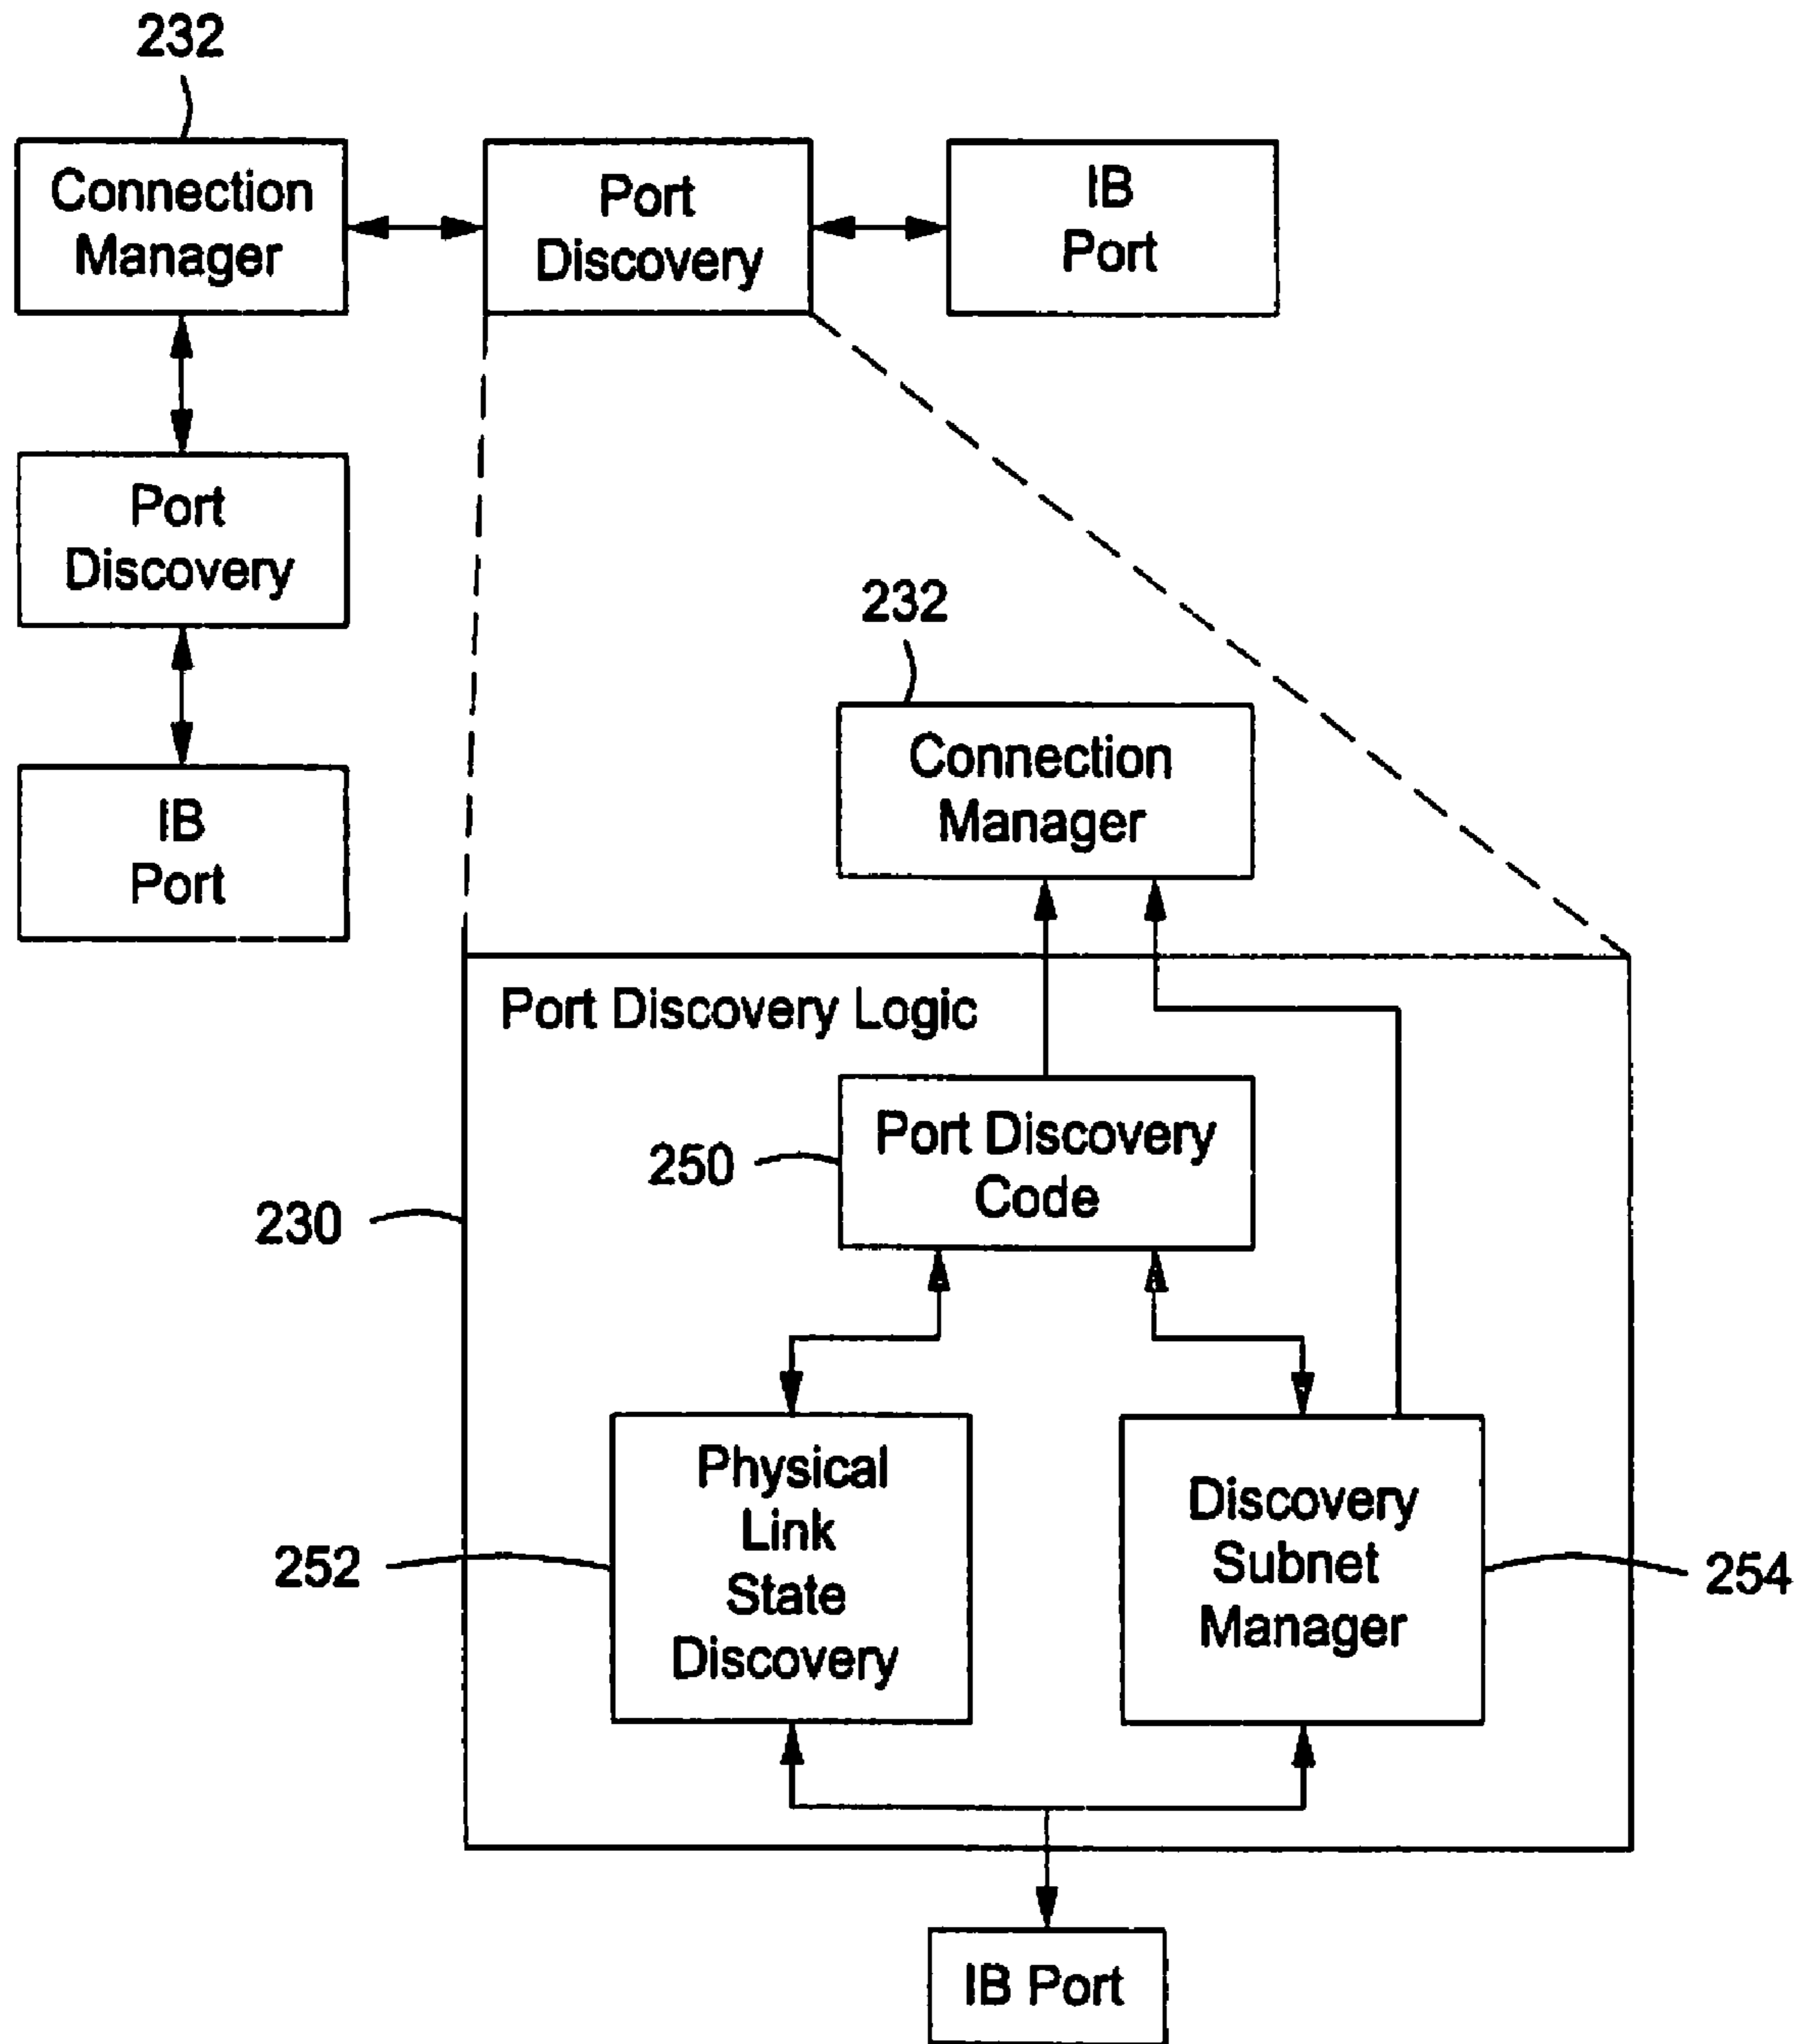 232
Connection
Manager
Port
Discovery
IB
Port
Port
Discovery
IB
Port
232
Connection
Manager
Port Discovery Logic
Port Discovery
Code
250
230
Physical
Link
State
Discovery
252
Discovery
Subnet
Manager
254
IB Port